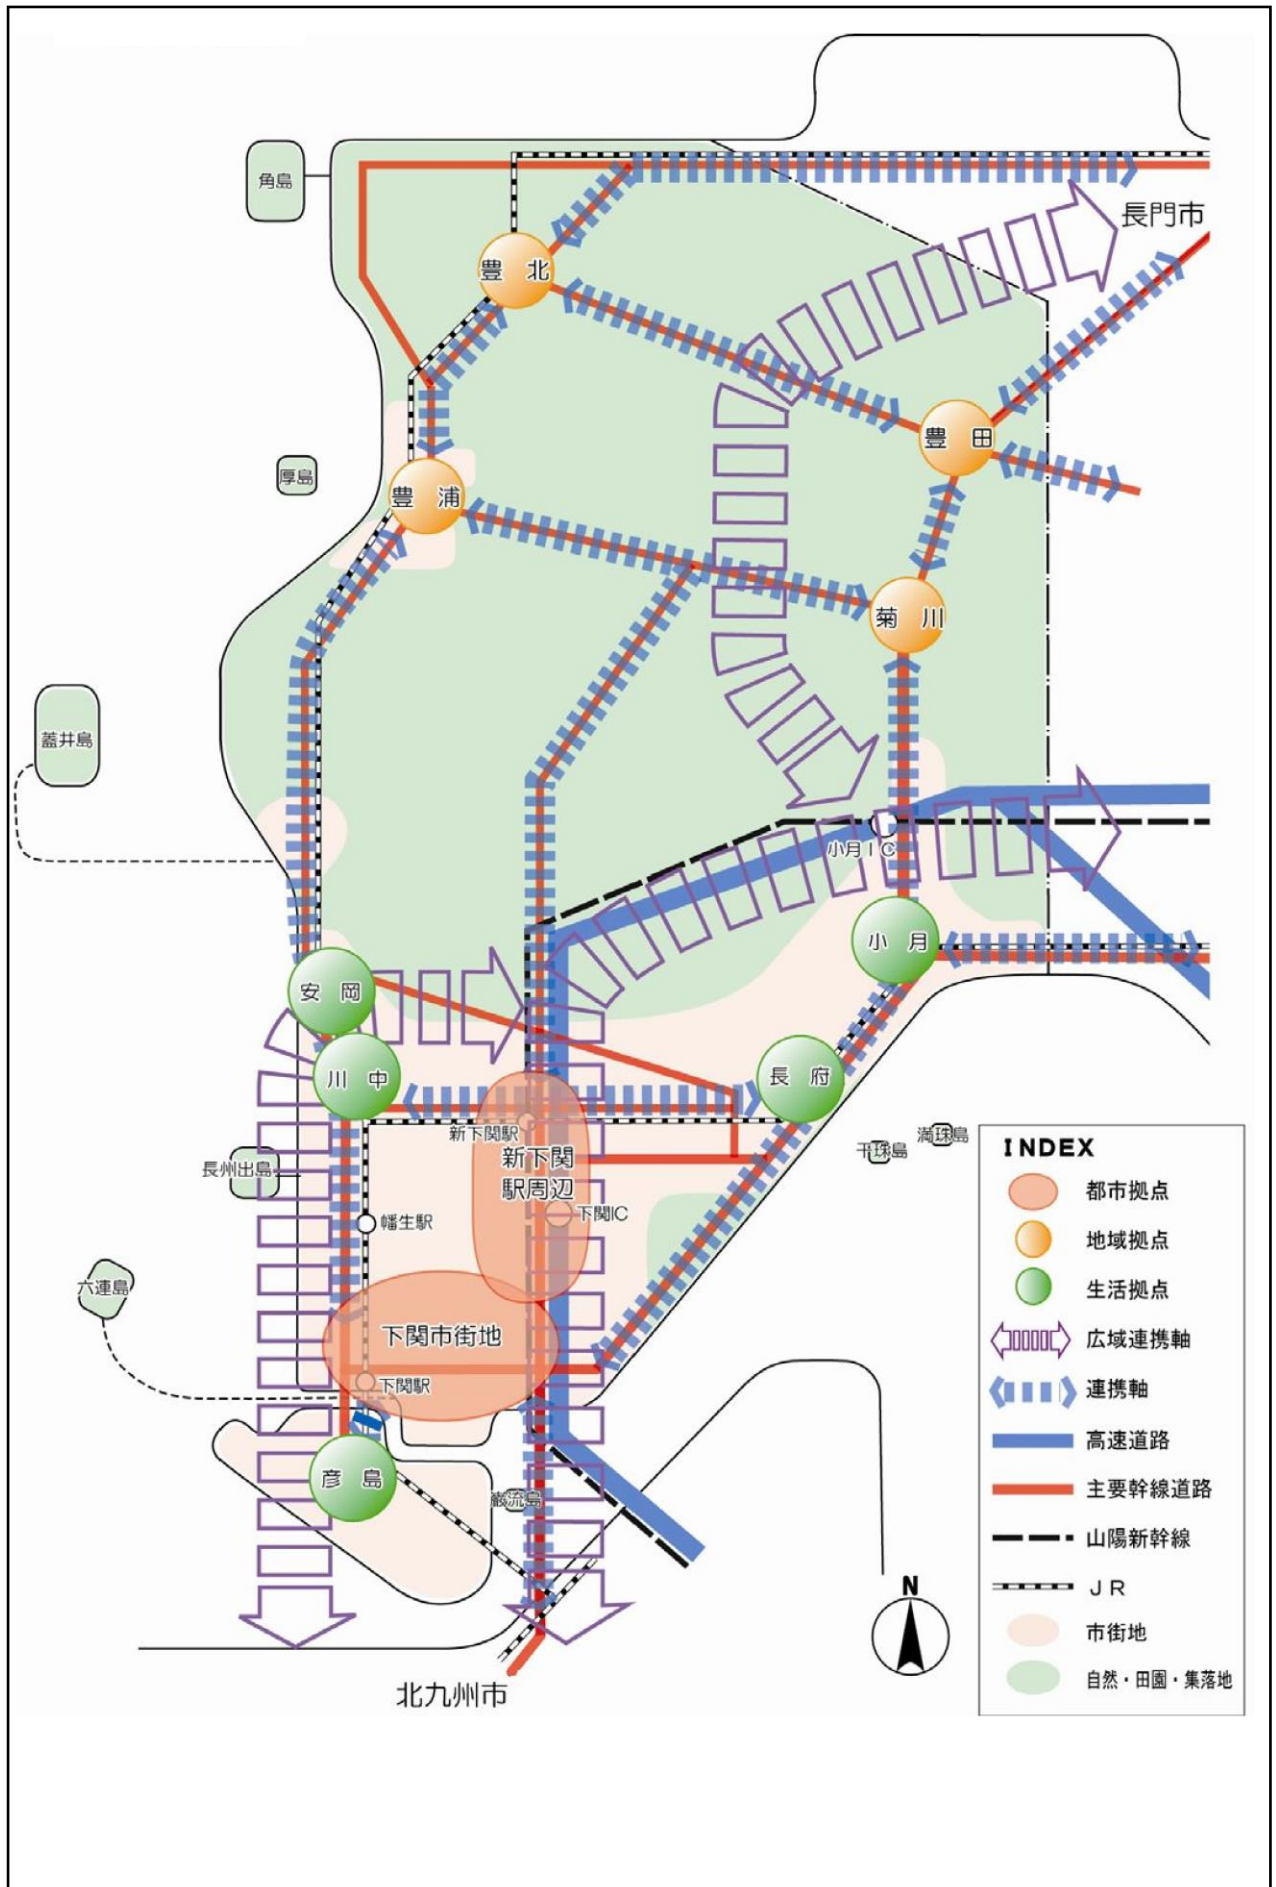 角島
長門市
豊北
豊田
厚島
豊浦
菊川
蓋井島
小月IC
小月
安岡
川中
長府
新下関駅
新下関
駅周辺
満珠島
干珠島
長州出島
幡生駅
下関IC
六連島
下関市街地
下関駅
彦島
巌流島
北九州市
N
INDEX
都市拠点
地域拠点
生活拠点
広域連携軸
連携軸
高速道路
主要幹線道路
山陽新幹線
JR
市街地
自然・田園・集落地